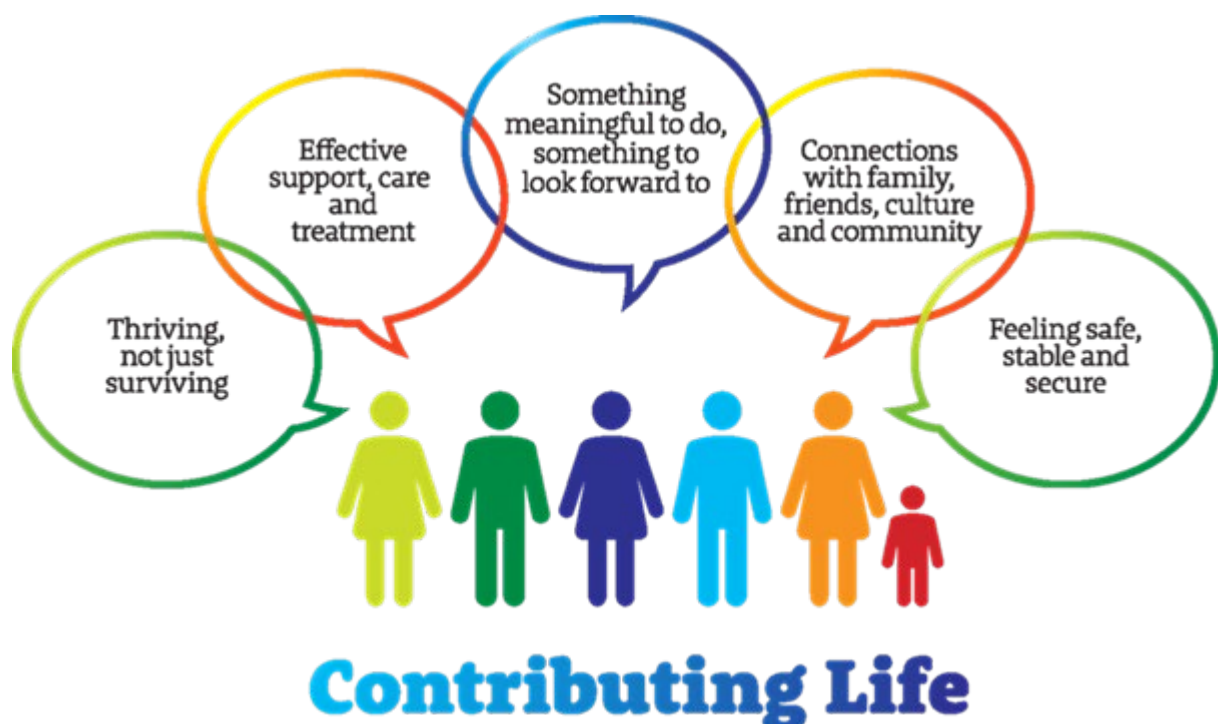 Thriving,
not just
surviving
Effective
support, care
and
treatment
Something
meaningful to do,
something to
look forward to
Connections
with family,
friends, culture
and community
Feeling safe,
stable and
secure
Contributing Life